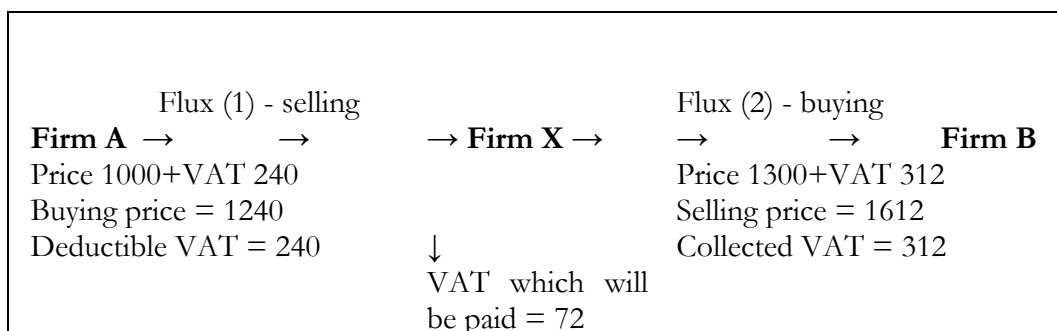 Flux (1) - selling Flux (2) - buying
Firm A → → → Firm X → → → Firm B
Price 1000+VAT 240 Price 1300+VAT 312
Buying price = 1240 Selling price = 1612
Deductible VAT = 240 ↓ Collected VAT = 312
VAT which will
be paid = 72